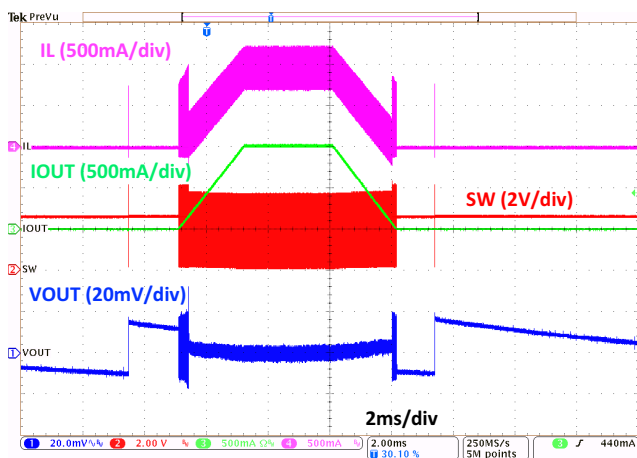 Tek PreVu
T
T
IL (500mA/div)
4 IL
IOUT (500mA/div)
SW (2V/div)
3 IOUT
2 SW
VOUT (20mV/div)
1 VOUT
2ms/div
1 20.0mV 2 2.00 V 3 500mA Ω 4 500mA 2.00ms 250MS/s 3 440mA
T 30.10 % 5M points